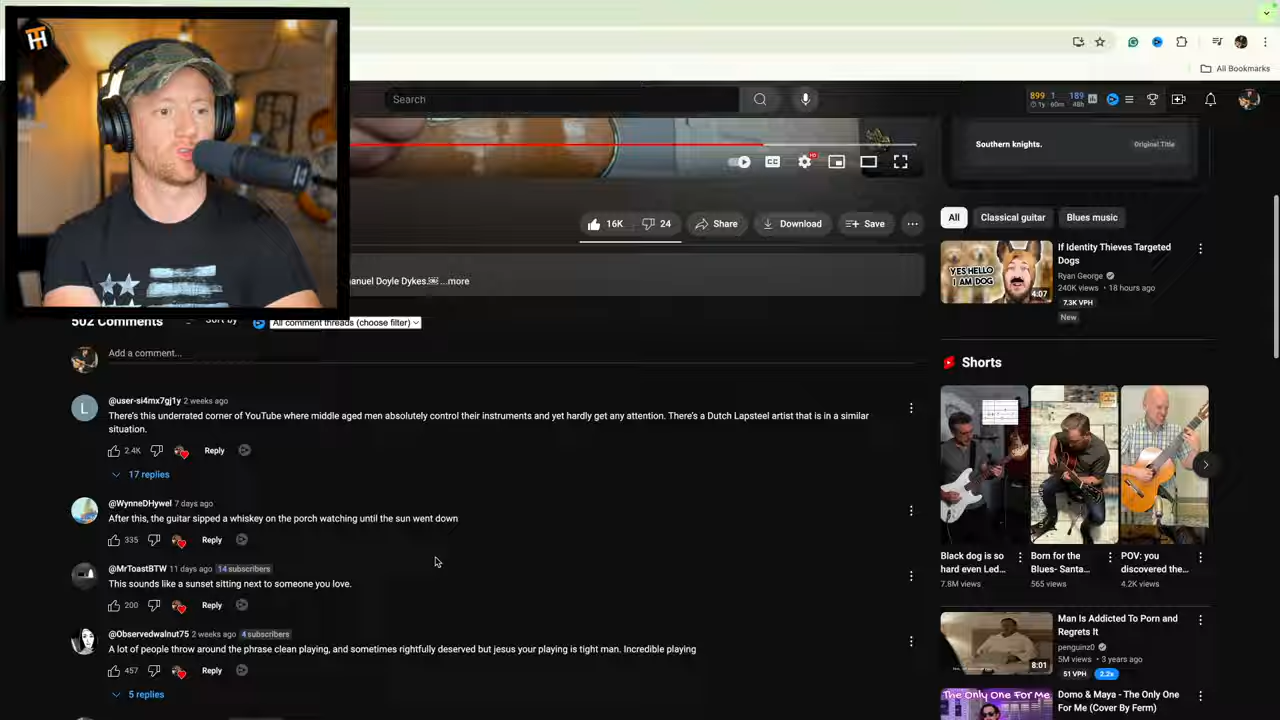 TH
All Bookmarks
Search
899 1 189
1y 60m 48h
Southern knights.
Original Title
HD
CC
16K
24
Share
Download
Save
All
Classical guitar
Blues music
anuel Doyle Dykes.
...more
YES HELLO
I AM DOG
4:07
If Identity Thieves Targeted
Dogs
Ryan George
240K views • 18 hours ago
7.3K VPH
New
502 Comments
Sort by
All comment threads (choose filter)
Add a comment...
Shorts
L
@user-si4mx7gj1y 2 weeks ago
There's this underrated corner of YouTube where middle aged men absolutely control their instruments and yet hardly get any attention. There's a Dutch Lapsteel artist that is in a similar
situation.
2.4K
Reply
17 replies
@WynneDHywel 7 days ago
After this, the guitar sipped a whiskey on the porch watching until the sun went down
335
Reply
@MrToastBTW 11 days ago 14 subscribers
This sounds like a sunset sitting next to someone you love.
200
Reply
@Observedwalnut75 2 weeks ago 4 subscribers
A lot of people throw around the phrase clean playing, and sometimes rightfully deserved but jesus your playing is tight man. Incredible playing
457
Reply
5 replies
Black dog is so
hard even Led...
7.8M views
Born for the
Blues- Santa...
565 views
POV: you
discovered the...
4.2K views
8:01
Man Is Addicted To Porn and
Regrets It
penguinz0
5M views • 3 years ago
51 VPH
2.2x
The Only One For Me
Domo & Maya - The Only One
For Me (Cover By Ferm)